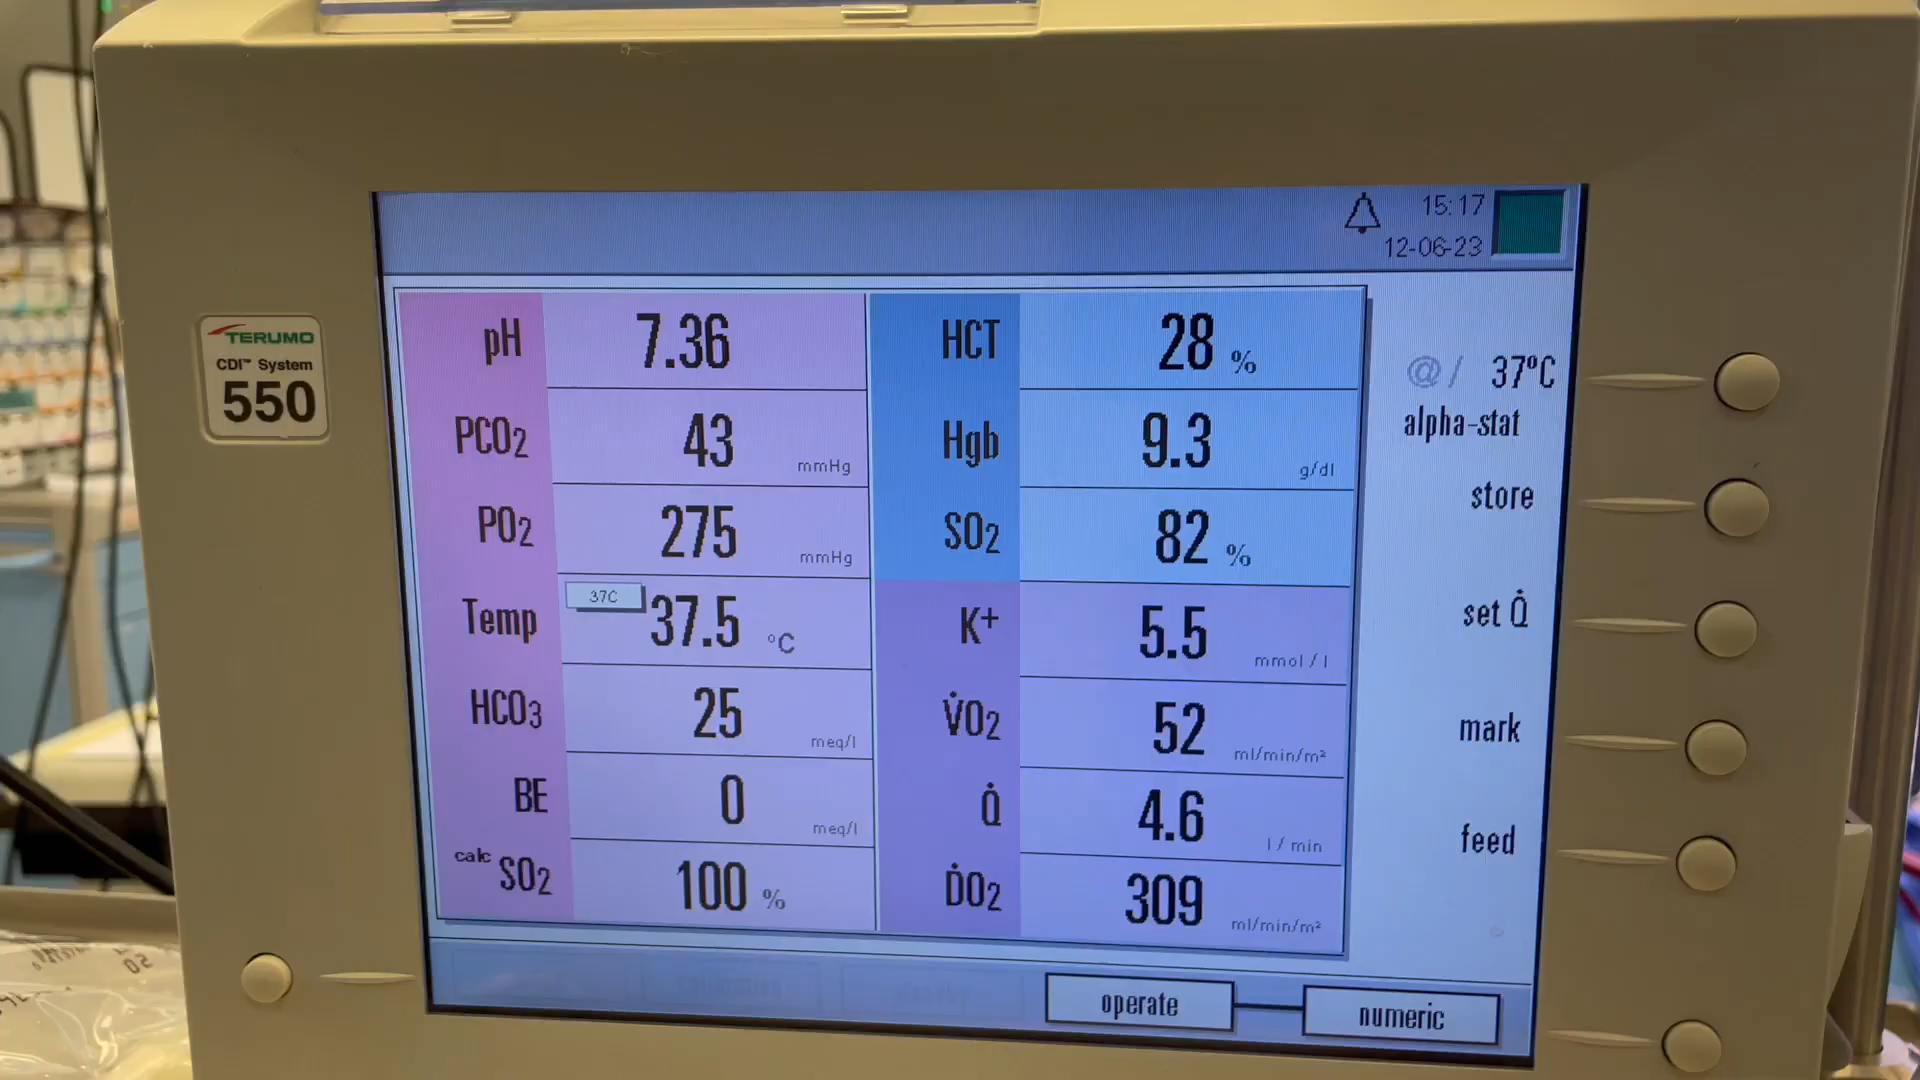 15:17
12-06-23
TERUMO
CDI™ System
550
pH 7.36
PCO2 43 mmHg
PO2 275 mmHg
Temp 37C 37.5 °C
HCO3 25 meq/l
BE 0 meq/l
calc SO2 100 %
HCT 28 %
Hgb 9.3 g/dl
SO2 82 %
K+ 5.5 mmol/l
V̇O2 52 ml/min/m²
Q̇ 4.6 l/min
ḊO2 309 ml/min/m²
@/ 37ºC
alpha-stat
store
set Q̇
mark
feed
operate
numeric